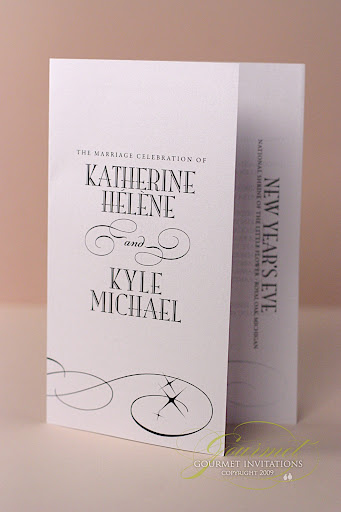 THE MARRIAGE CELEBRATION OF
KATHERINE
HÉLÈNE
and
KYLE
MICHAEL
NEW YEAR'S EVE
NATIONAL SHRINE OF THE LITTLE FLOWER · ROYAL OAK, MICHIGAN
Gourmet
GOURMET INVITATIONS
COPYRIGHT 2009